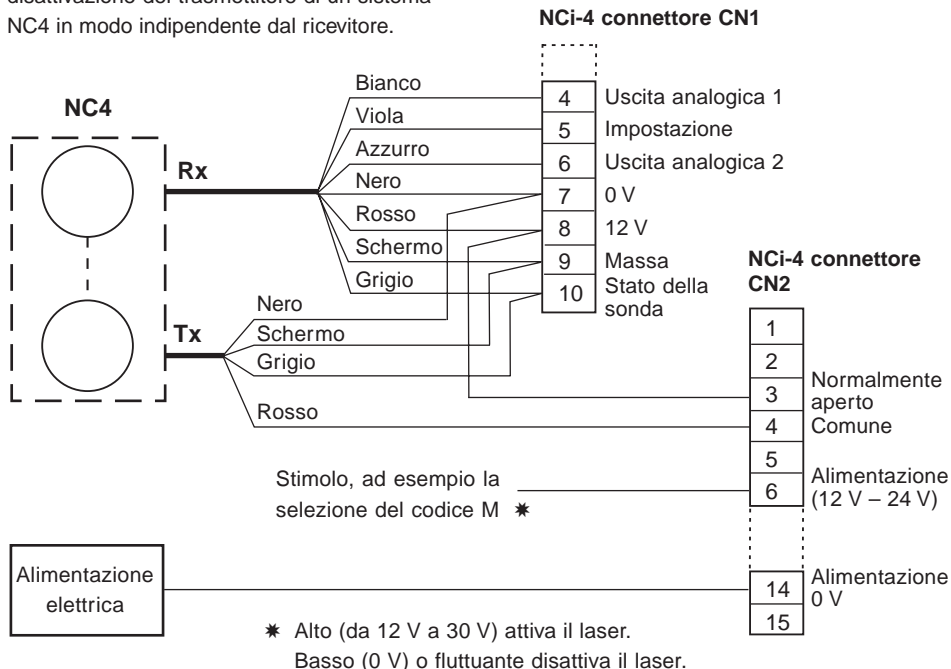 disattivazione del trasmettitore di un sistema
NC4 in modo indipendente dal ricevitore.
NCi-4 connettore CN1
NC4
Rx
Bianco
Viola
Azzurro
Nero
Rosso
Schermo
Grigio
4 Uscita analogica 1
5 Impostazione
6 Uscita analogica 2
7 0 V
8 12 V
9 Massa
10 Stato della
sonda
Tx
Nero
Schermo
Grigio
Rosso
NCi-4 connettore
CN2
1
2
3 Normalmente
aperto
4 Comune
5
6 Alimentazione
(12 V – 24 V)
Stimolo, ad esempio la
selezione del codice M ✷
Alimentazione
elettrica
14 Alimentazione
0 V
15
✷ Alto (da 12 V a 30 V) attiva il laser.
Basso (0 V) o fluttuante disattiva il laser.